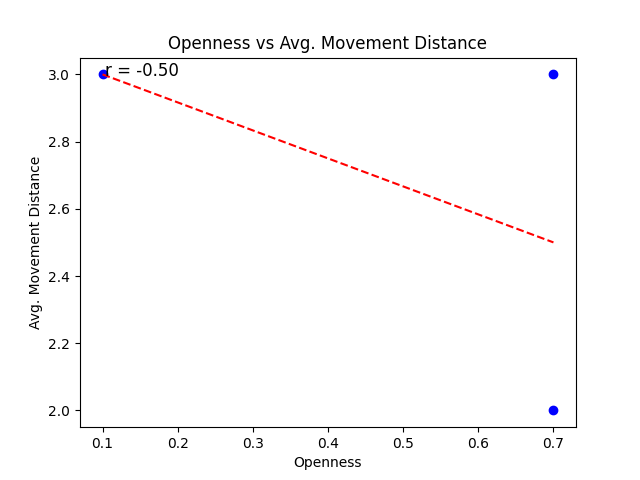 Openness vs Avg. Movement Distance
r = -0.50
3.0
2.8
2.6
2.4
2.2
2.0
Avg. Movement Distance
0.1 0.2 0.3 0.4 0.5 0.6 0.7
Openness